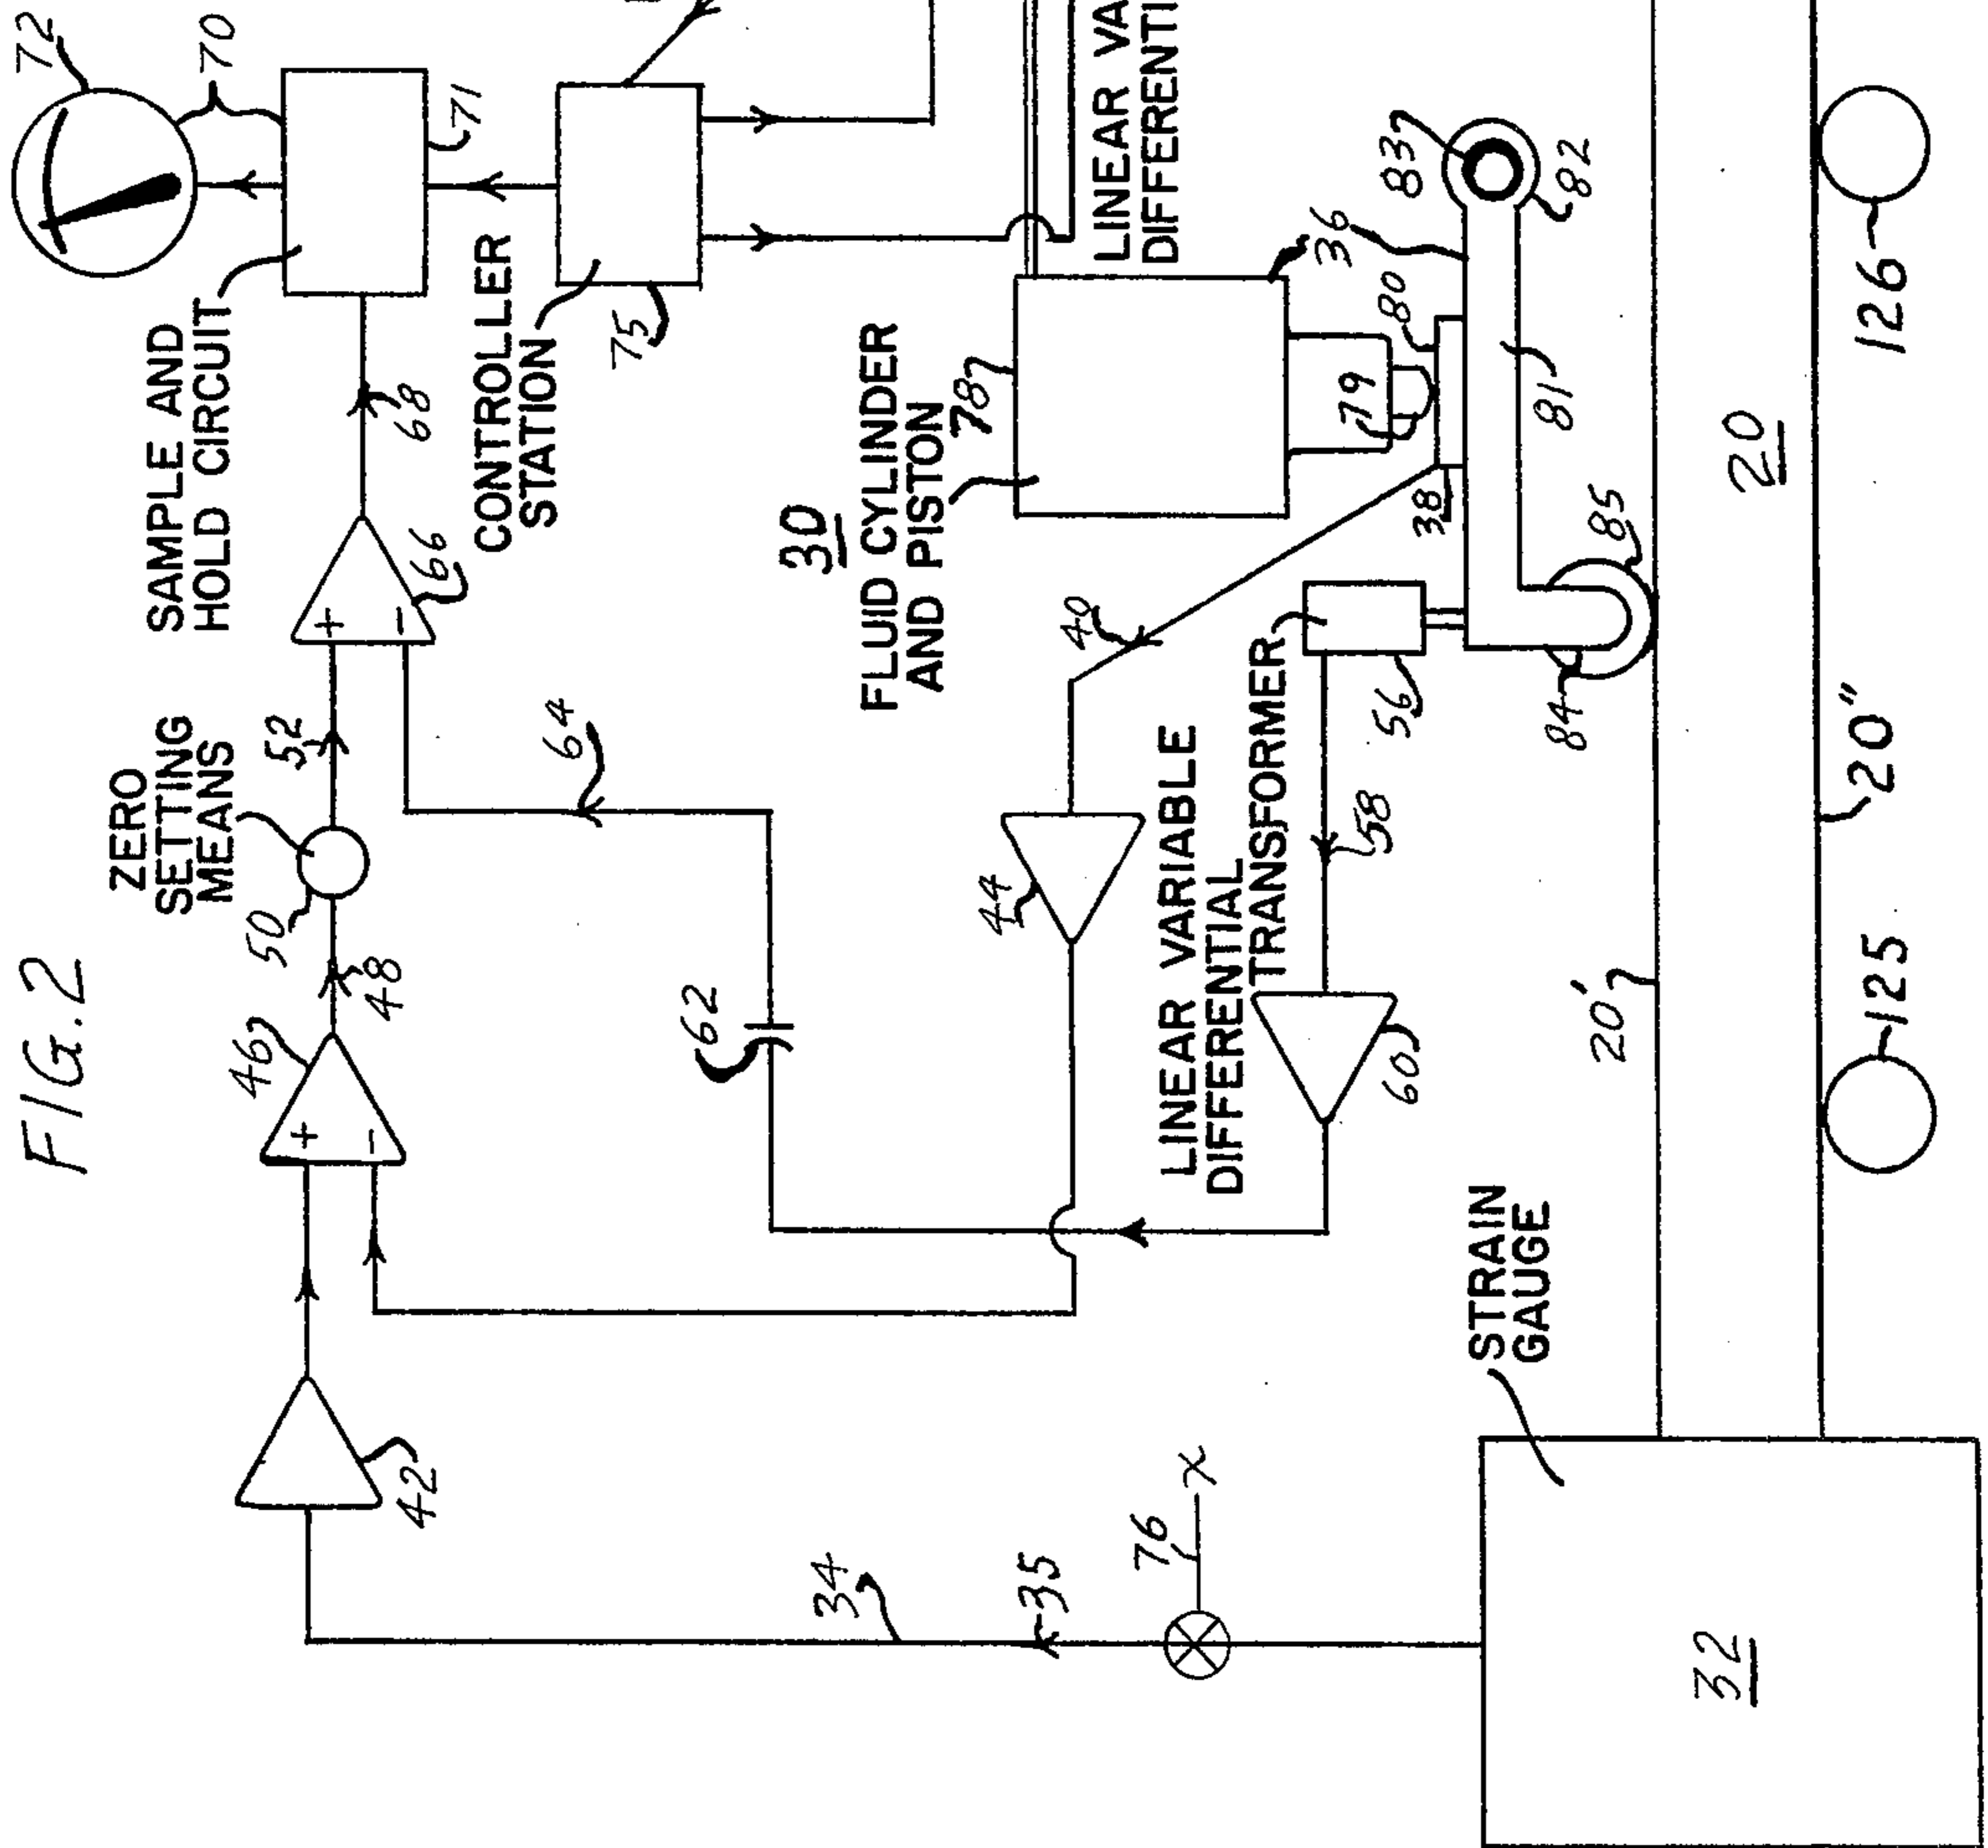 FIG. 2
72
70
SAMPLE AND
HOLD CIRCUIT
71
68
66
+
-
ZERO
SETTING
MEANS
52
50
48
46
+
-
42
64
62
CONTROLLER
STATION
75
LINEAR VA
DIFFERENTI
30
FLUID CYLINDER
AND PISTON
78
36
79
80
38
83
82
81
85
84
40
44
LINEAR VARIABLE
DIFFERENTIAL
TRANSFORMER
56
58
60
34
35
76
X
STRAIN
GAUGE
32
20'
20
20"
125
126